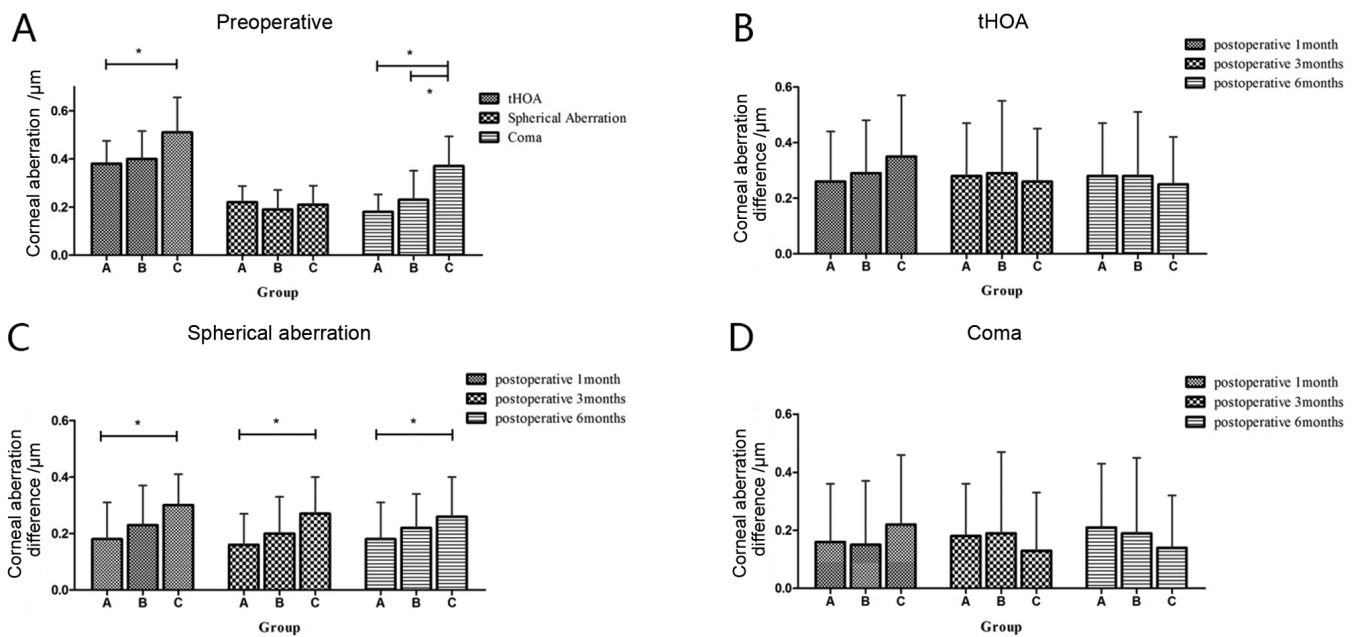 A
Preoperative
Corneal aberration /μm
0.6
0.4
0.2
0.0
*
*
*
A B C
A B C
A B C
Group
tHOA
Spherical Aberration
Coma
B
tHOA
Corneal aberration
difference /μm
0.6
0.4
0.2
0.0
A B C
A B C
A B C
Group
postoperative 1month
postoperative 3months
postoperative 6months
C
Spherical aberration
Corneal aberration
difference /μm
0.6
0.4
0.2
0.0
*
*
*
A B C
A B C
A B C
Group
postoperative 1month
postoperative 3months
postoperative 6months
D
Coma
Corneal aberration
difference /μm
0.6
0.4
0.2
0.0
A B C
A B C
A B C
Group
postoperative 1month
postoperative 3months
postoperative 6months